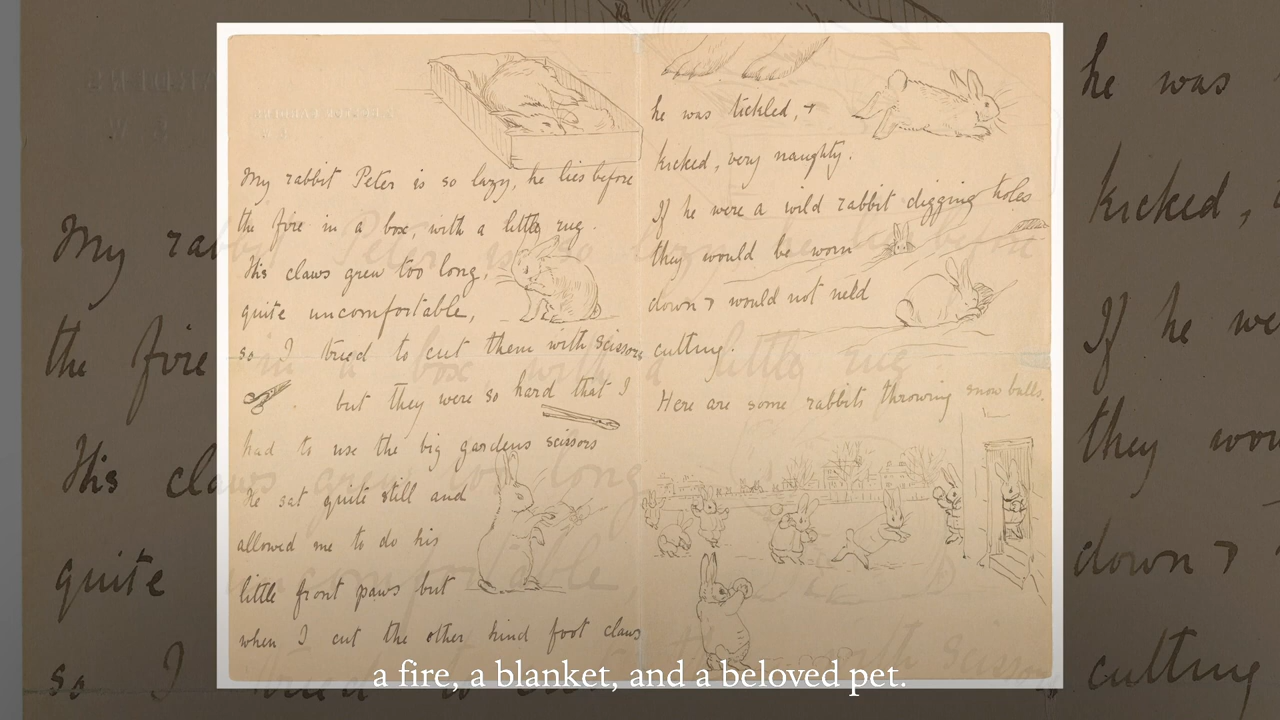 My rabbit Peter is so lazy, he lies before
the fire in a box, with a little rug.
His claws grew too long,
quite uncomfortable,
so I tried to cut them with scissors
but they were so hard that I
had to use the big gardens scissors
He sat quite still and
allowed me to do his
little front paws but
when I cut the other hind foot claws
he was tickled, +
kicked, very naughty.
If he were a wild rabbit digging holes
they would be worn
down & would not neld
cutting.
Here are some rabbits throwing snow balls.
a fire, a blanket, and a beloved pet.